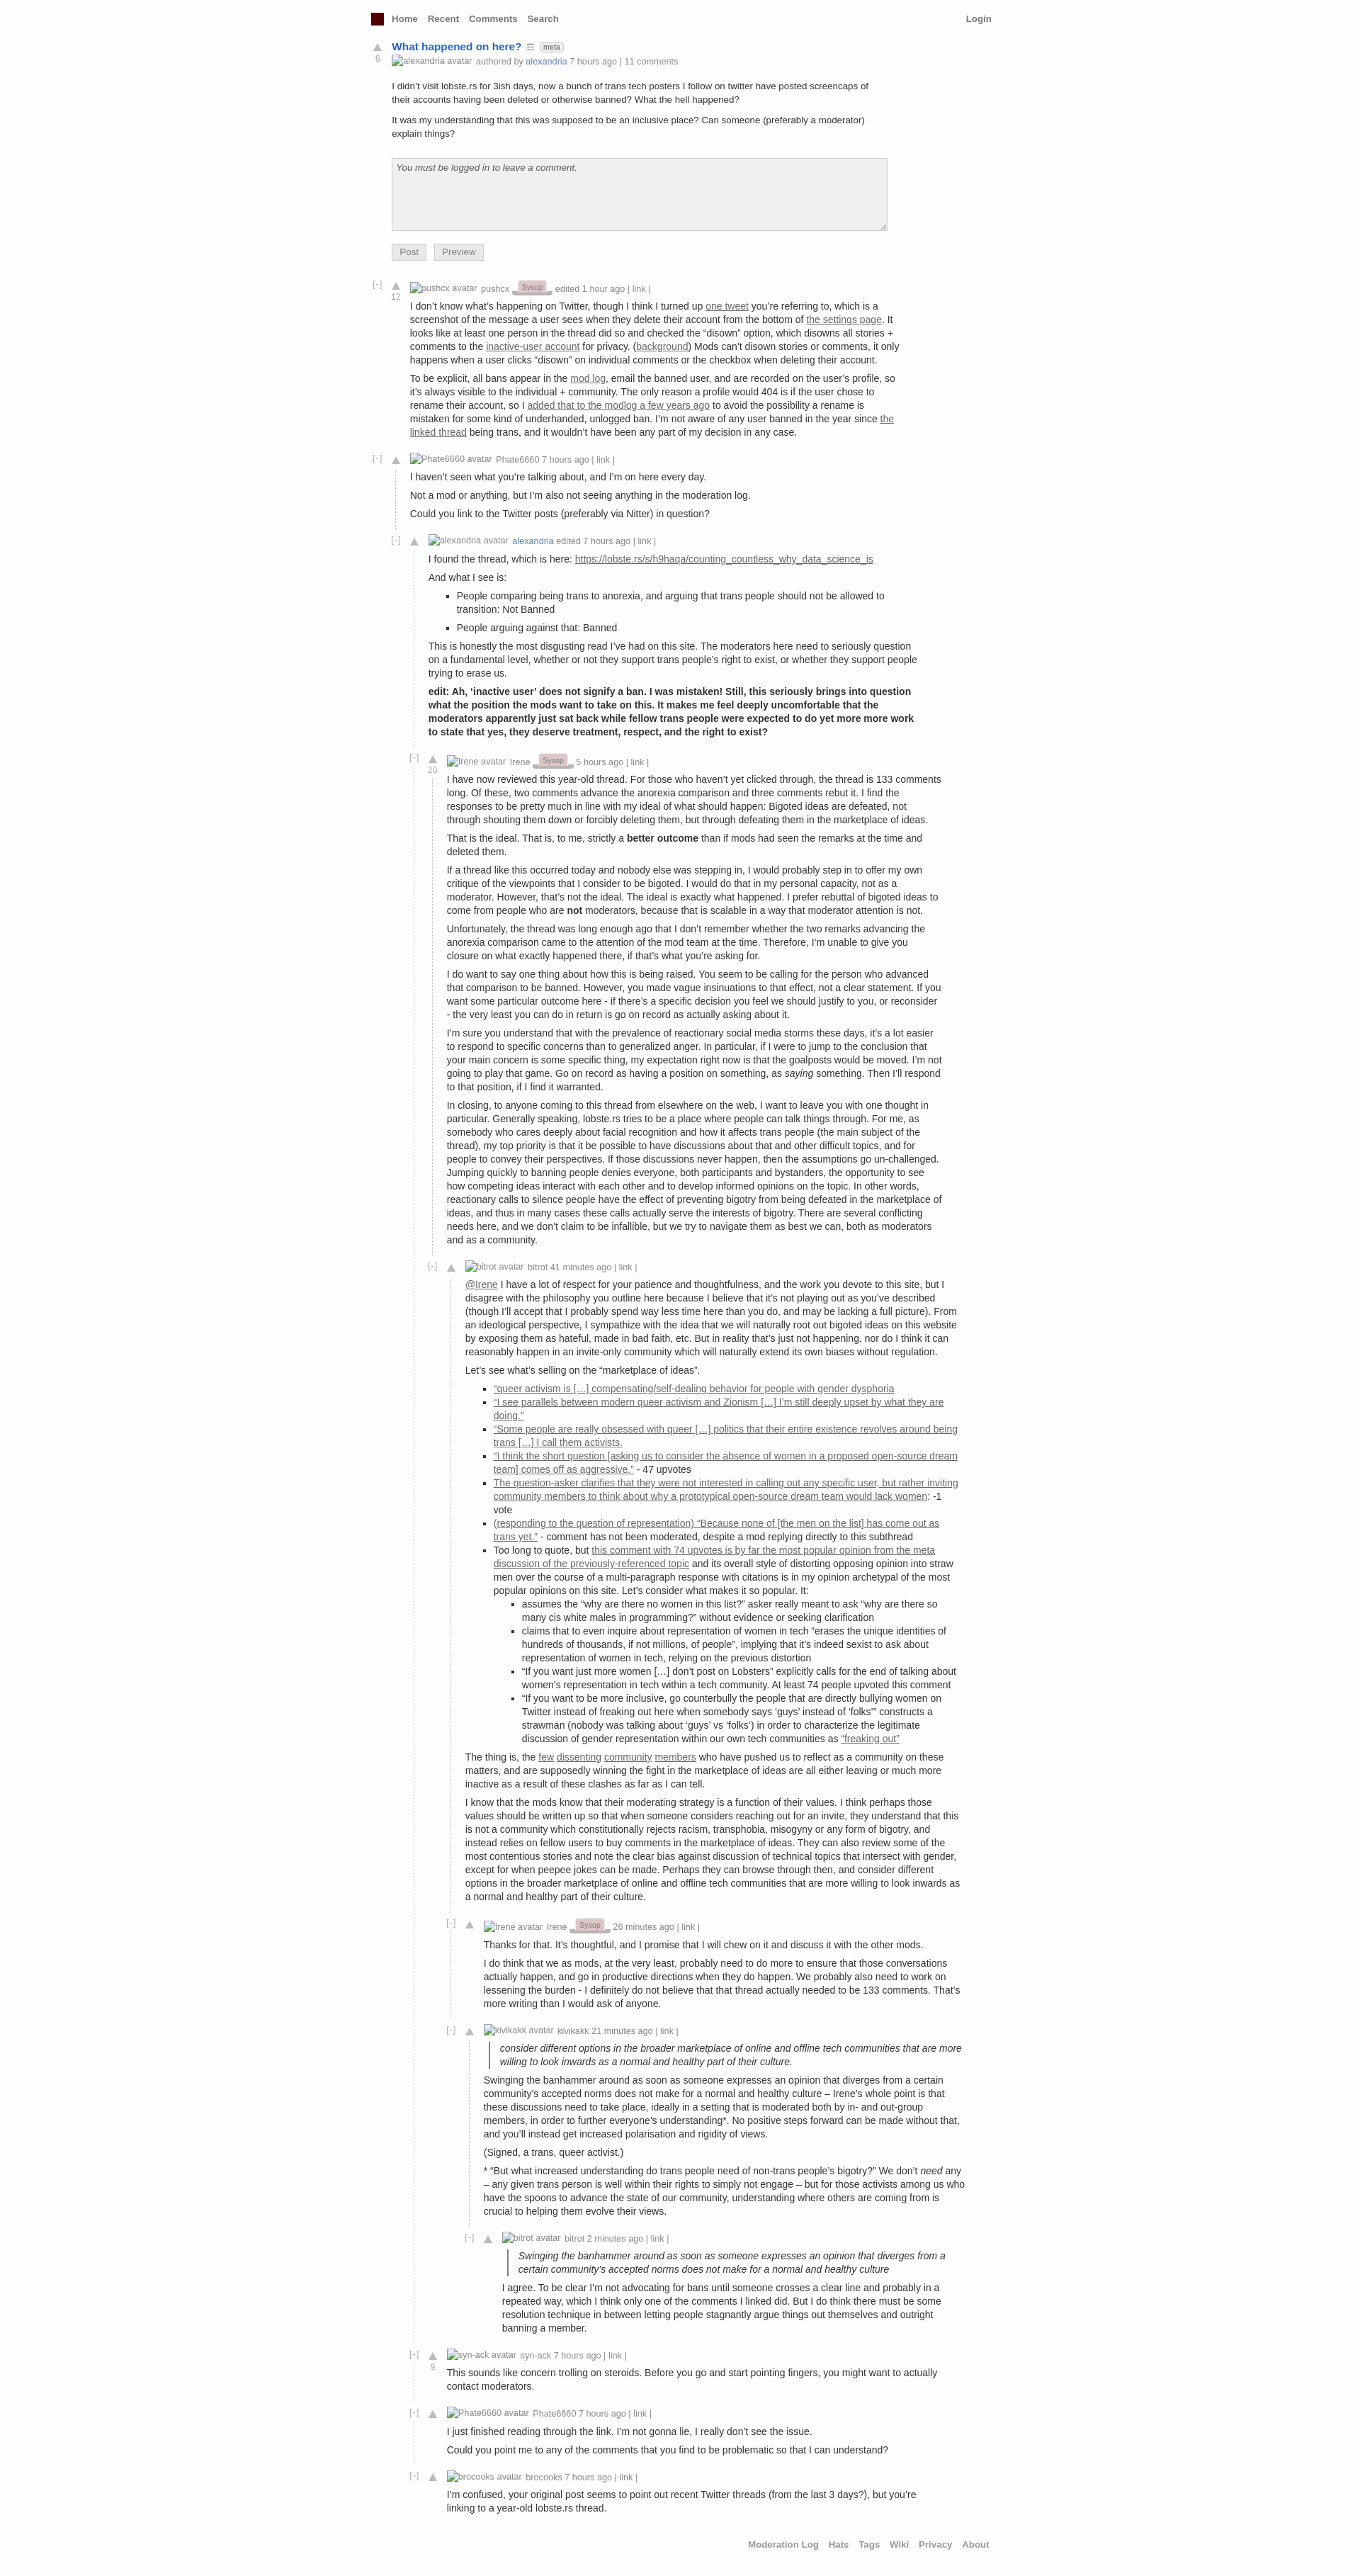 Home Recent Comments Search Login
What happened on here? ☶ meta
6
alexandria avatar authored by alexandria 7 hours ago | 11 comments
I didn’t visit lobste.rs for 3ish days, now a bunch of trans tech posters I follow on twitter have posted screencaps of
their accounts having been deleted or otherwise banned? What the hell happened?
It was my understanding that this was supposed to be an inclusive place? Can someone (preferably a moderator)
explain things?
You must be logged in to leave a comment.
Post Preview
[-] pushcx avatar pushcx Sysop edited 1 hour ago | link |
12
I don’t know what’s happening on Twitter, though I think I turned up one tweet you’re referring to, which is a
screenshot of the message a user sees when they delete their account from the bottom of the settings page. It
looks like at least one person in the thread did so and checked the “disown” option, which disowns all stories +
comments to the inactive-user account for privacy. (background) Mods can’t disown stories or comments, it only
happens when a user clicks “disown” on individual comments or the checkbox when deleting their account.
To be explicit, all bans appear in the mod log, email the banned user, and are recorded on the user’s profile, so
it’s always visible to the individual + community. The only reason a profile would 404 is if the user chose to
rename their account, so I added that to the modlog a few years ago to avoid the possibility a rename is
mistaken for some kind of underhanded, unlogged ban. I’m not aware of any user banned in the year since the
linked thread being trans, and it wouldn’t have been any part of my decision in any case.
[-] Phate6660 avatar Phate6660 7 hours ago | link |
I haven’t seen what you’re talking about, and I’m on here every day.
Not a mod or anything, but I’m also not seeing anything in the moderation log.
Could you link to the Twitter posts (preferably via Nitter) in question?
[-] alexandria avatar alexandria edited 7 hours ago | link |
I found the thread, which is here: https://lobste.rs/s/h9haqa/counting_countless_why_data_science_is
And what I see is:
▪ People comparing being trans to anorexia, and arguing that trans people should not be allowed to
transition: Not Banned
▪ People arguing against that: Banned
This is honestly the most disgusting read I’ve had on this site. The moderators here need to seriously question
on a fundamental level, whether or not they support trans people’s right to exist, or whether they support people
trying to erase us.
edit: Ah, ‘inactive user’ does not signify a ban. I was mistaken! Still, this seriously brings into question
what the position the mods want to take on this. It makes me feel deeply uncomfortable that the
moderators apparently just sat back while fellow trans people were expected to do yet more more work
to state that yes, they deserve treatment, respect, and the right to exist?
[-] Irene avatar Irene Sysop 5 hours ago | link |
20
I have now reviewed this year-old thread. For those who haven’t yet clicked through, the thread is 133 comments
long. Of these, two comments advance the anorexia comparison and three comments rebut it. I find the
responses to be pretty much in line with my ideal of what should happen: Bigoted ideas are defeated, not
through shouting them down or forcibly deleting them, but through defeating them in the marketplace of ideas.
That is the ideal. That is, to me, strictly a better outcome than if mods had seen the remarks at the time and
deleted them.
If a thread like this occurred today and nobody else was stepping in, I would probably step in to offer my own
critique of the viewpoints that I consider to be bigoted. I would do that in my personal capacity, not as a
moderator. However, that’s not the ideal. The ideal is exactly what happened. I prefer rebuttal of bigoted ideas to
come from people who are not moderators, because that is scalable in a way that moderator attention is not.
Unfortunately, the thread was long enough ago that I don’t remember whether the two remarks advancing the
anorexia comparison came to the attention of the mod team at the time. Therefore, I’m unable to give you
closure on what exactly happened there, if that’s what you’re asking for.
I do want to say one thing about how this is being raised. You seem to be calling for the person who advanced
that comparison to be banned. However, you made vague insinuations to that effect, not a clear statement. If you
want some particular outcome here - if there’s a specific decision you feel we should justify to you, or reconsider
- the very least you can do in return is go on record as actually asking about it.
I’m sure you understand that with the prevalence of reactionary social media storms these days, it’s a lot easier
to respond to specific concerns than to generalized anger. In particular, if I were to jump to the conclusion that
your main concern is some specific thing, my expectation right now is that the goalposts would be moved. I’m not
going to play that game. Go on record as having a position on something, as saying something. Then I’ll respond
to that position, if I find it warranted.
In closing, to anyone coming to this thread from elsewhere on the web, I want to leave you with one thought in
particular. Generally speaking, lobste.rs tries to be a place where people can talk things through. For me, as
somebody who cares deeply about facial recognition and how it affects trans people (the main subject of the
thread), my top priority is that it be possible to have discussions about that and other difficult topics, and for
people to convey their perspectives. If those discussions never happen, then the assumptions go un-challenged.
Jumping quickly to banning people denies everyone, both participants and bystanders, the opportunity to see
how competing ideas interact with each other and to develop informed opinions on the topic. In other words,
reactionary calls to silence people have the effect of preventing bigotry from being defeated in the marketplace of
ideas, and thus in many cases these calls actually serve the interests of bigotry. There are several conflicting
needs here, and we don’t claim to be infallible, but we try to navigate them as best we can, both as moderators
and as a community.
[-] bitrot avatar bitrot 41 minutes ago | link |
@Irene I have a lot of respect for your patience and thoughtfulness, and the work you devote to this site, but I
disagree with the philosophy you outline here because I believe that it’s not playing out as you’ve described
(though I’ll accept that I probably spend way less time here than you do, and may be lacking a full picture). From
an ideological perspective, I sympathize with the idea that we will naturally root out bigoted ideas on this website
by exposing them as hateful, made in bad faith, etc. But in reality that’s just not happening, nor do I think it can
reasonably happen in an invite-only community which will naturally extend its own biases without regulation.
Let’s see what’s selling on the “marketplace of ideas”.
▪ “queer activism is […] compensating/self-dealing behavior for people with gender dysphoria
▪ “I see parallels between modern queer activism and Zionism […] I’m still deeply upset by what they are
doing.”
▪ “Some people are really obsessed with queer […] politics that their entire existence revolves around being
trans […] I call them activists.
▪ “I think the short question [asking us to consider the absence of women in a proposed open-source dream
team] comes off as aggressive.” - 47 upvotes
▪ The question-asker clarifies that they were not interested in calling out any specific user, but rather inviting
community members to think about why a prototypical open-source dream team would lack women: -1
vote
▪ (responding to the question of representation) “Because none of [the men on the list] has come out as
trans yet.” - comment has not been moderated, despite a mod replying directly to this subthread
▪ Too long to quote, but this comment with 74 upvotes is by far the most popular opinion from the meta
discussion of the previously-referenced topic and its overall style of distorting opposing opinion into straw
men over the course of a multi-paragraph response with citations is in my opinion archetypal of the most
popular opinions on this site. Let’s consider what makes it so popular. It:
▪ assumes the “why are there no women in this list?” asker really meant to ask “why are there so
many cis white males in programming?” without evidence or seeking clarification
▪ claims that to even inquire about representation of women in tech “erases the unique identities of
hundreds of thousands, if not millions, of people”, implying that it’s indeed sexist to ask about
representation of women in tech, relying on the previous distortion
▪ “If you want just more women […] don’t post on Lobsters” explicitly calls for the end of talking about
women’s representation in tech within a tech community. At least 74 people upvoted this comment
▪ “If you want to be more inclusive, go counterbully the people that are directly bullying women on
Twitter instead of freaking out here when somebody says ‘guys’ instead of ‘folks’” constructs a
strawman (nobody was talking about ‘guys’ vs ‘folks’) in order to characterize the legitimate
discussion of gender representation within our own tech communities as “freaking out”
The thing is, the few dissenting community members who have pushed us to reflect as a community on these
matters, and are supposedly winning the fight in the marketplace of ideas are all either leaving or much more
inactive as a result of these clashes as far as I can tell.
I know that the mods know that their moderating strategy is a function of their values. I think perhaps those
values should be written up so that when someone considers reaching out for an invite, they understand that this
is not a community which constitutionally rejects racism, transphobia, misogyny or any form of bigotry, and
instead relies on fellow users to buy comments in the marketplace of ideas. They can also review some of the
most contentious stories and note the clear bias against discussion of technical topics that intersect with gender,
except for when peepee jokes can be made. Perhaps they can browse through then, and consider different
options in the broader marketplace of online and offline tech communities that are more willing to look inwards as
a normal and healthy part of their culture.
[-] Irene avatar Irene Sysop 26 minutes ago | link |
Thanks for that. It’s thoughtful, and I promise that I will chew on it and discuss it with the other mods.
I do think that we as mods, at the very least, probably need to do more to ensure that those conversations
actually happen, and go in productive directions when they do happen. We probably also need to work on
lessening the burden - I definitely do not believe that that thread actually needed to be 133 comments. That’s
more writing than I would ask of anyone.
[-] kivikakk avatar kivikakk 21 minutes ago | link |
consider different options in the broader marketplace of online and offline tech communities that are more
willing to look inwards as a normal and healthy part of their culture.
Swinging the banhammer around as soon as someone expresses an opinion that diverges from a certain
community’s accepted norms does not make for a normal and healthy culture – Irene’s whole point is that
these discussions need to take place, ideally in a setting that is moderated both by in- and out-group
members, in order to further everyone’s understanding*. No positive steps forward can be made without that,
and you’ll instead get increased polarisation and rigidity of views.
(Signed, a trans, queer activist.)
* “But what increased understanding do trans people need of non-trans people’s bigotry?” We don’t need any
– any given trans person is well within their rights to simply not engage – but for those activists among us who
have the spoons to advance the state of our community, understanding where others are coming from is
crucial to helping them evolve their views.
[-] bitrot avatar bitrot 2 minutes ago | link |
Swinging the banhammer around as soon as someone expresses an opinion that diverges from a
certain community’s accepted norms does not make for a normal and healthy culture
I agree. To be clear I’m not advocating for bans until someone crosses a clear line and probably in a
repeated way, which I think only one of the comments I linked did. But I do think there must be some
resolution technique in between letting people stagnantly argue things out themselves and outright
banning a member.
[-] syn-ack avatar syn-ack 7 hours ago | link |
9
This sounds like concern trolling on steroids. Before you go and start pointing fingers, you might want to actually
contact moderators.
[-] Phate6660 avatar Phate6660 7 hours ago | link |
I just finished reading through the link. I’m not gonna lie, I really don’t see the issue.
Could you point me to any of the comments that you find to be problematic so that I can understand?
[-] brocooks avatar brocooks 7 hours ago | link |
I’m confused, your original post seems to point out recent Twitter threads (from the last 3 days?), but you’re
linking to a year-old lobste.rs thread.
Moderation Log Hats Tags Wiki Privacy About